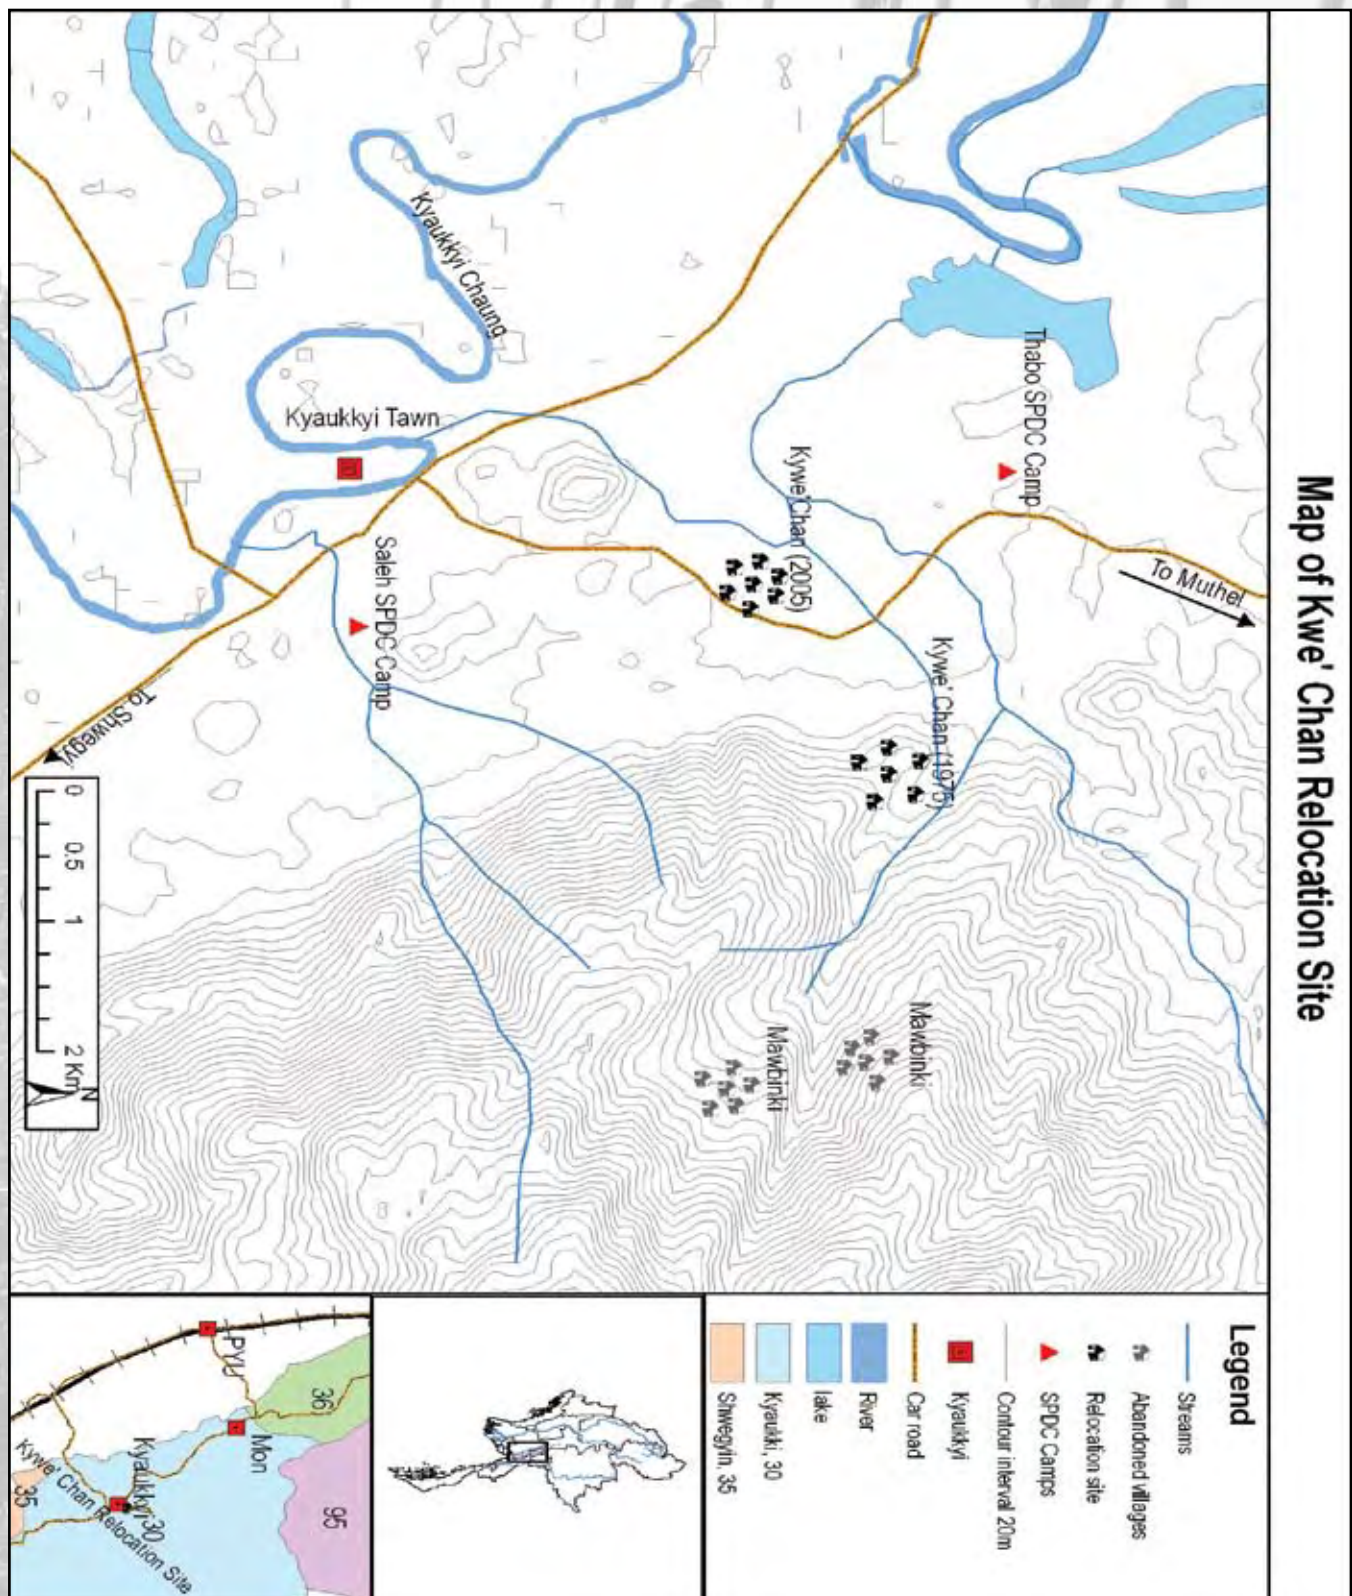 Map of Kwe' Chan Relocation Site
Thabo SPDC Camp
To Muthel
Kywe' Chan (1975)
Kywe' Chan (2005)
Mawbinki
Mawbinki
Kyaukkyi Chaung
Kyaukkyi Tawn
Saleh SPDC Camp
To Shwegyi
0 0.5 1 2 Km
N
Legend
Streams
Abandoned villages
Relocation site
SPDC Camps
Contour interval 20m
Kyaukkyi
Car road
River
lake
Kyaukki, 30
Shwegyin, 35
36
95
PYU
Mon
Kyaukkyi 30
Kywe' Chan Relocation Site
35